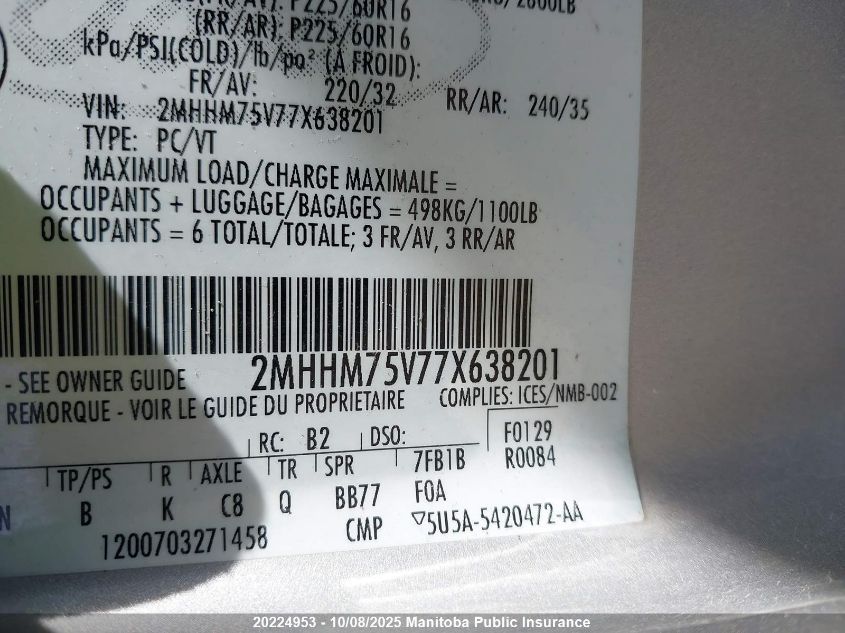 P225/60R16
(RR/AR): P225/60R16
kPa/PSI(COLD)/lb/po² (À FROID):
FR/AV: 220/32 RR/AR: 240/35
VIN: 2MHHM75V77X638201
TYPE: PC/VT
MAXIMUM LOAD/CHARGE MAXIMALE =
OCCUPANTS + LUGGAGE/BAGAGES = 498KG/1100LB
OCCUPANTS = 6 TOTAL/TOTALE; 3 FR/AV, 3 RR/AR
2MHHM75V77X638201
- SEE OWNER GUIDE
REMORQUE - VOIR LE GUIDE DU PROPRIETAIRE COMPLIES: ICES/NMB-002
RC: B2 DSO: F0129
TP/PS R AXLE TR SPR 7FB1B R0084
N B K C8 Q BB77 F0A
1200703271458 CMP ▽5U5A-5420472-AA
20224953 - 10/08/2025 Manitoba Public Insurance